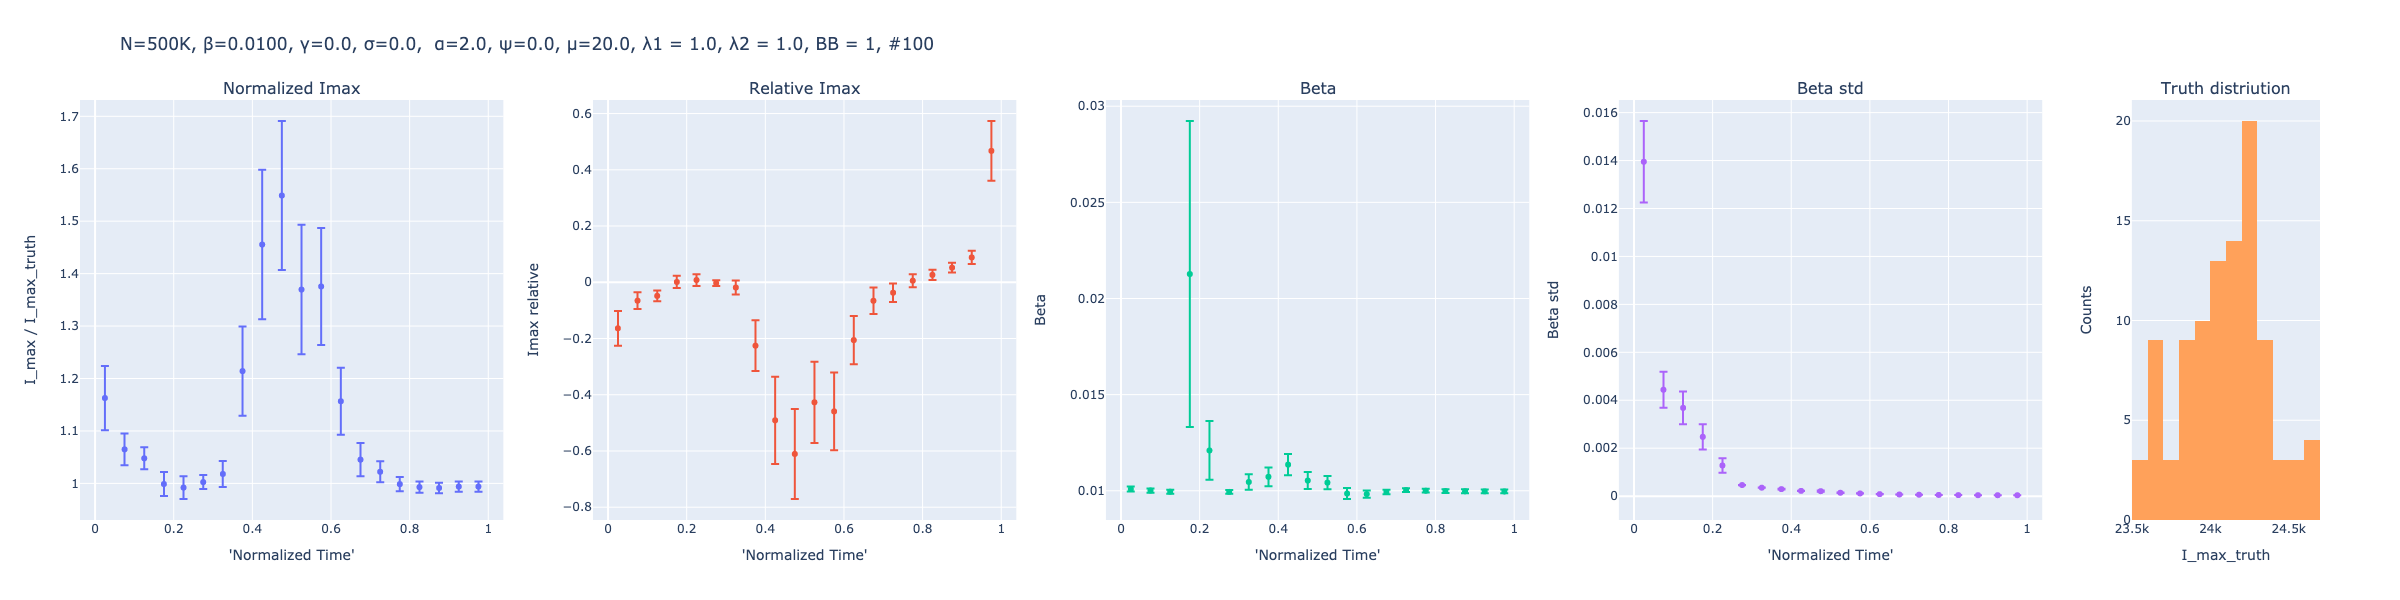 N=500K, β=0.0100, γ=0.0, σ=0.0,  α=2.0, ψ=0.0, μ=20.0, λ1 = 1.0, λ2 = 1.0, BB = 1, #100
Normalized Imax
1.7
1.6
1.5
1.4
1.3
1.2
1.1
1
I_max / I_max_truth
0 0.2 0.4 0.6 0.8 1
'Normalized Time'
Relative Imax
0.6
0.4
0.2
0
−0.2
−0.4
−0.6
−0.8
Imax relative
0 0.2 0.4 0.6 0.8 1
'Normalized Time'
Beta
0.03
0.025
0.02
0.015
0.01
Beta
0 0.2 0.4 0.6 0.8 1
'Normalized Time'
Beta std
0.016
0.014
0.012
0.01
0.008
0.006
0.004
0.002
0
Beta std
0 0.2 0.4 0.6 0.8 1
'Normalized Time'
Truth distriution
20
15
10
5
0
Counts
23.5k 24k 24.5k
I_max_truth